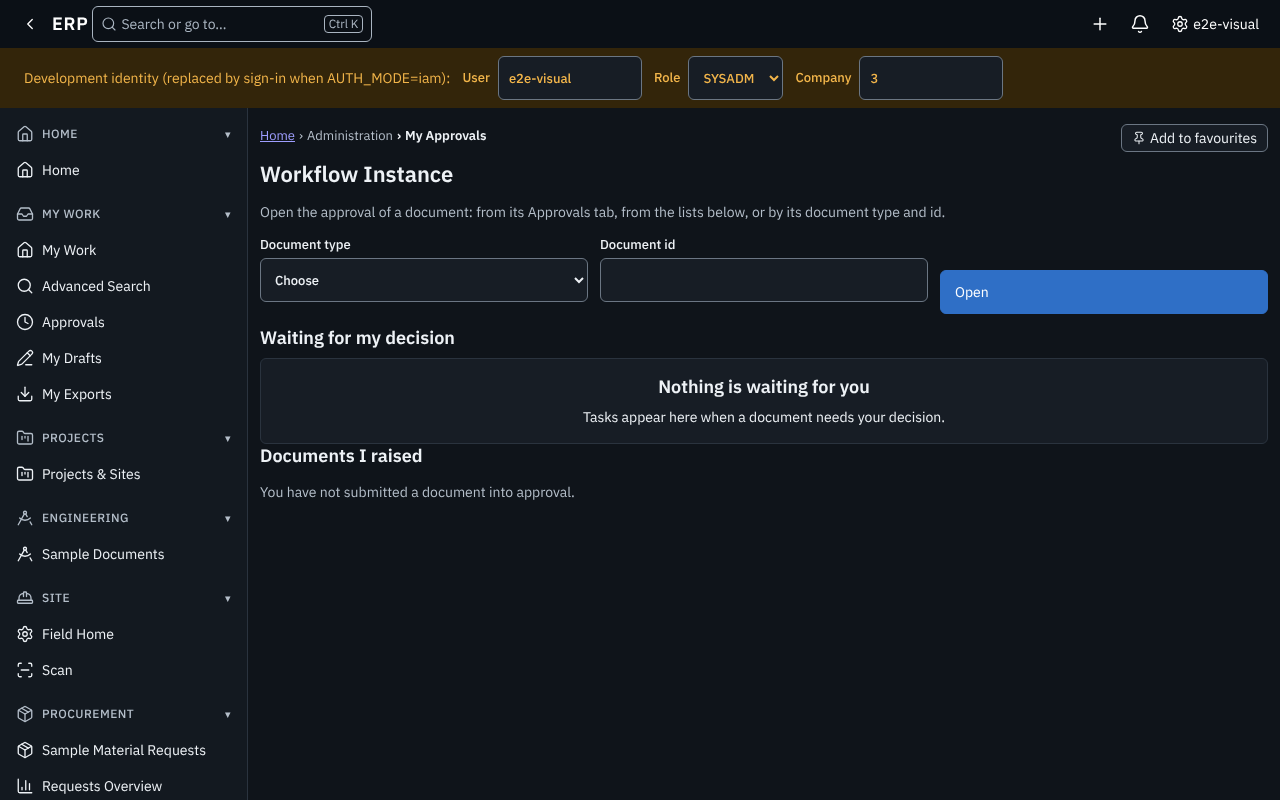 ERP
Search or go to...
Ctrl K
e2e-visual
Development identity (replaced by sign-in when AUTH_MODE=iam):
User
e2e-visual
Role
SYSADM
Company
3
HOME
Home
MY WORK
My Work
Advanced Search
Approvals
My Drafts
My Exports
PROJECTS
Projects & Sites
ENGINEERING
Sample Documents
SITE
Field Home
Scan
PROCUREMENT
Sample Material Requests
Requests Overview
Home › Administration › My Approvals
Add to favourites
Workflow Instance
Open the approval of a document: from its Approvals tab, from the lists below, or by its document type and id.
Document type
Choose
Document id
Open
Waiting for my decision
Nothing is waiting for you
Tasks appear here when a document needs your decision.
Documents I raised
You have not submitted a document into approval.